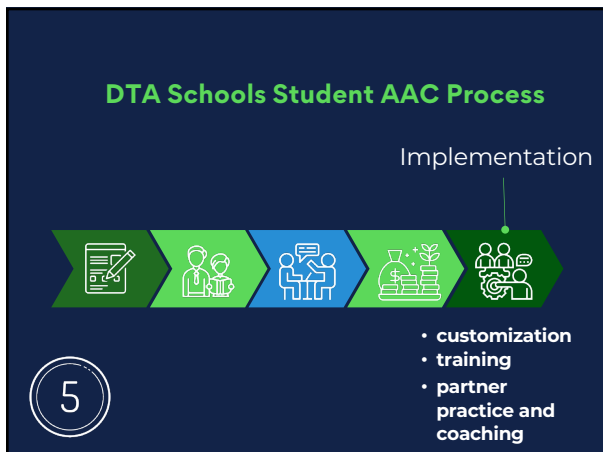 DTA Schools Student AAC Process
Implementation
$
• customization
• training
• partner
practice and
coaching
5